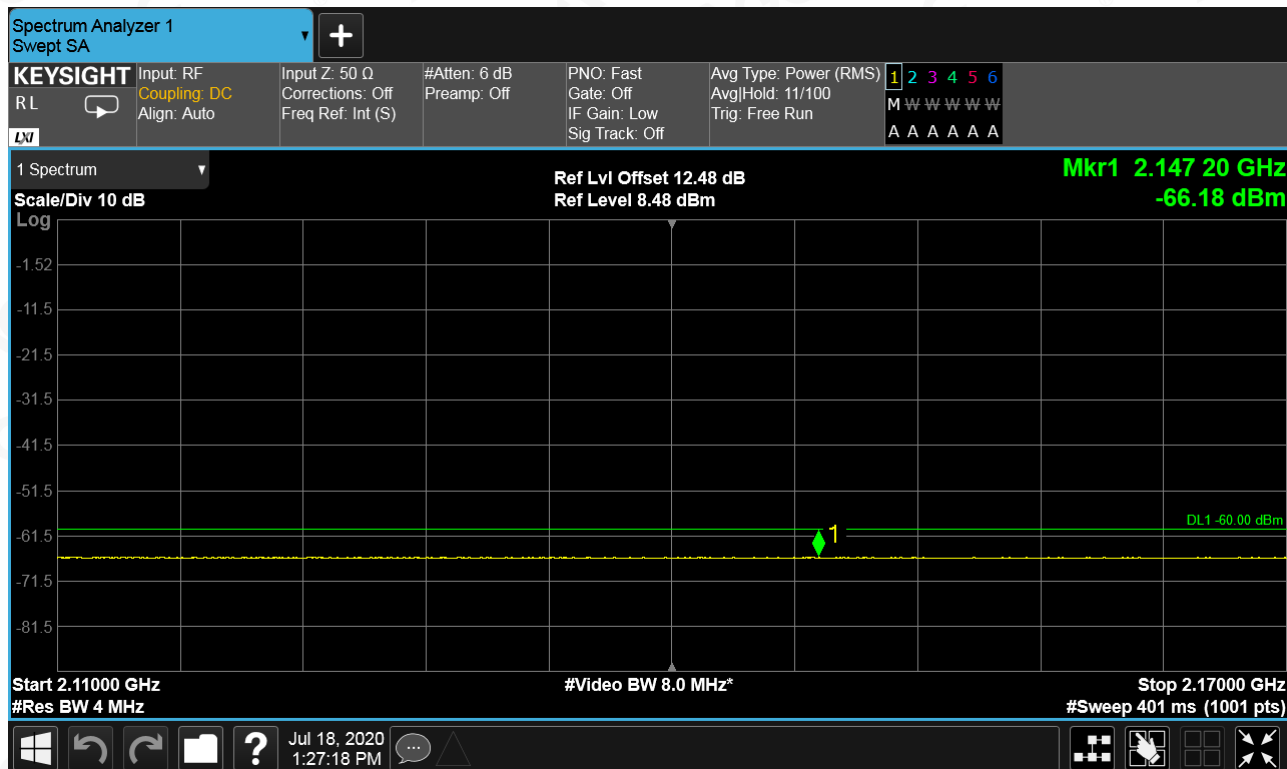 Spectrum Analyzer 1
Swept SA
KEYSIGHT
R L
LXI
Input: RF
Coupling: DC
Align: Auto
Input Z: 50 Ω
Corrections: Off
Freq Ref: Int (S)
#Atten: 6 dB
Preamp: Off
PNO: Fast
Gate: Off
IF Gain: Low
Sig Track: Off
Avg Type: Power (RMS)
Avg|Hold: 11/100
Trig: Free Run
1 2 3 4 5 6
M W W W W W
A A A A A A
1 Spectrum
Scale/Div 10 dB
Log
Ref Lvl Offset 12.48 dB
Ref Level 8.48 dBm
Mkr1 2.147 20 GHz
-66.18 dBm
-1.52
-11.5
-21.5
-31.5
-41.5
-51.5
-61.5
-71.5
-81.5
DL1 -60.00 dBm
1
Start 2.11000 GHz
#Res BW 4 MHz
#Video BW 8.0 MHz*
Stop 2.17000 GHz
#Sweep 401 ms (1001 pts)
?
Jul 18, 2020
1:27:18 PM